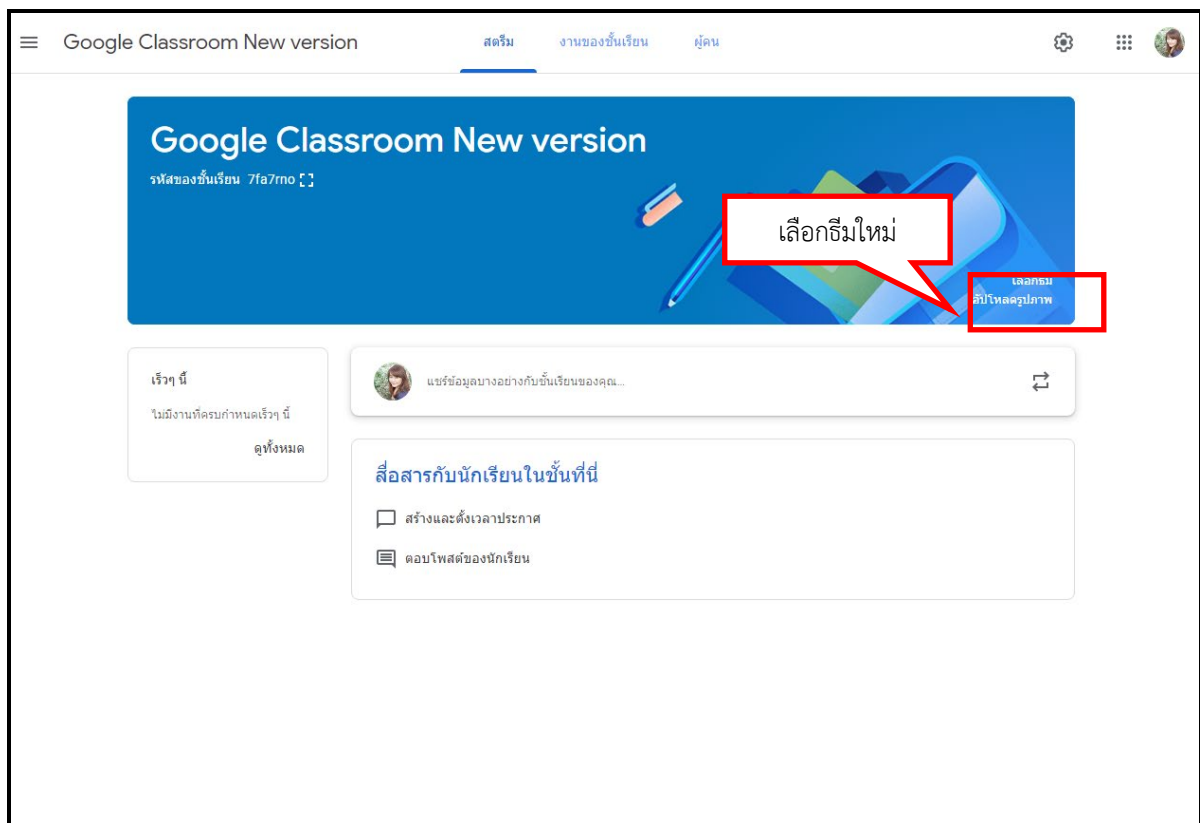 Google Classroom New version
สตรีม
งานของชั้นเรียน
ผู้คน
Google Classroom New version
รหัสของชั้นเรียน 7fa7rno
เลือกธีมใหม่
เลือกธีม
อัปโหลดรูปภาพ
เร็วๆ นี้
ไม่มีงานที่ครบกำหนดเร็วๆ นี้
ดูทั้งหมด
แชร์ข้อมูลบางอย่างกับชั้นเรียนของคุณ...
สื่อสารกับนักเรียนในชั้นที่นี่
สร้างและตั้งเวลาประกาศ
ตอบโพสต์ของนักเรียน